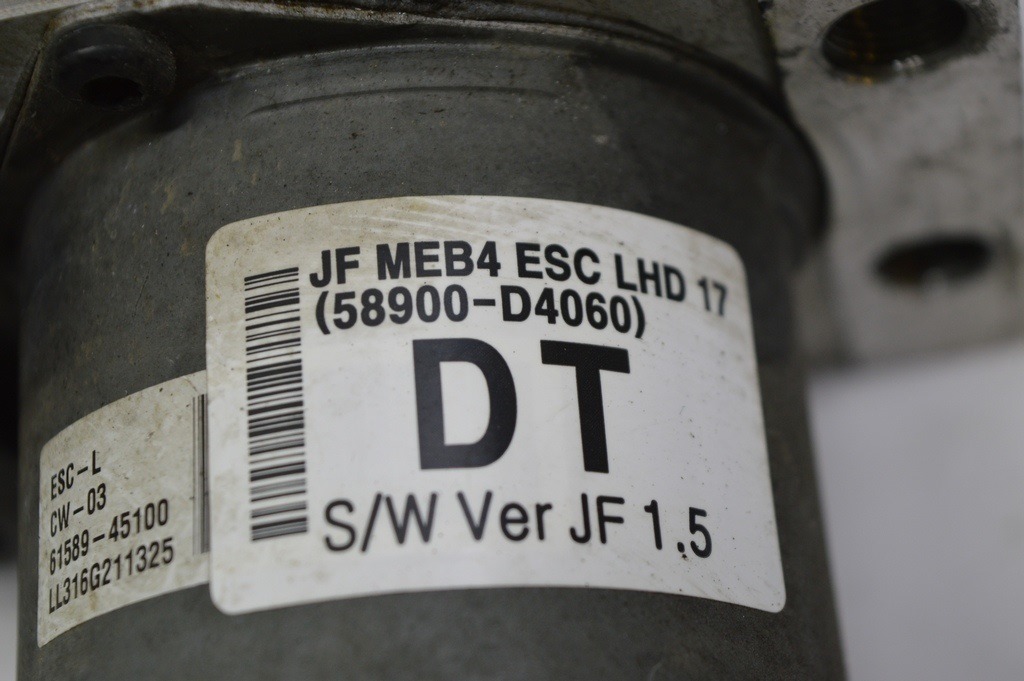 JF MEB4 ESC LHD 17
(58900-D4060)
DT
S/W Ver JF 1.5
ESC-L
CW-03
61589-45100
LL316G211325